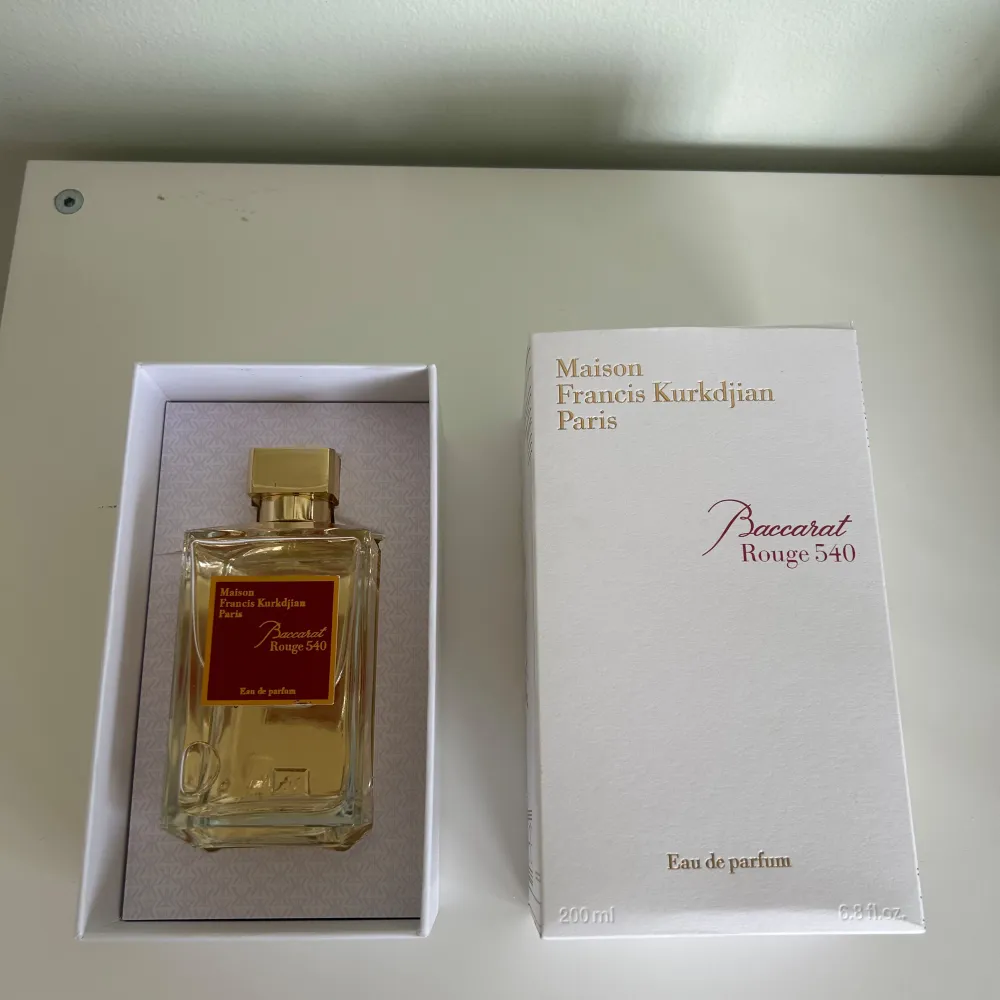 Maison
Francis Kurkdjian
Paris
Baccarat
Rouge 540
Eau de parfum
Maison
Francis Kurkdjian
Paris
Baccarat
Rouge 540
Eau de parfum
200 ml
6.8 fl.oz.